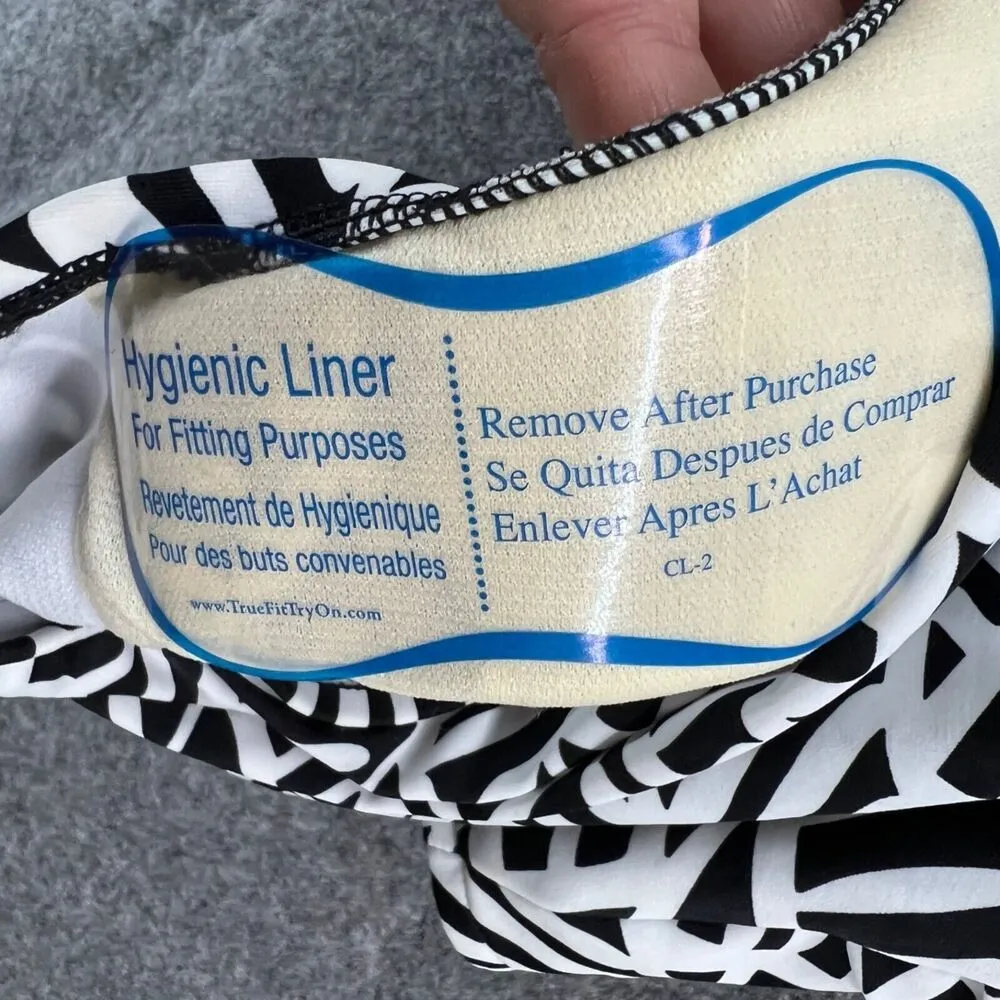 Hygienic Liner
For Fitting Purposes
Revetement de Hygienique
Pour des buts convenables
www.TrueFitTryOn.com
Remove After Purchase
Se Quita Despues de Comprar
Enlever Apres L'Achat
CL-2